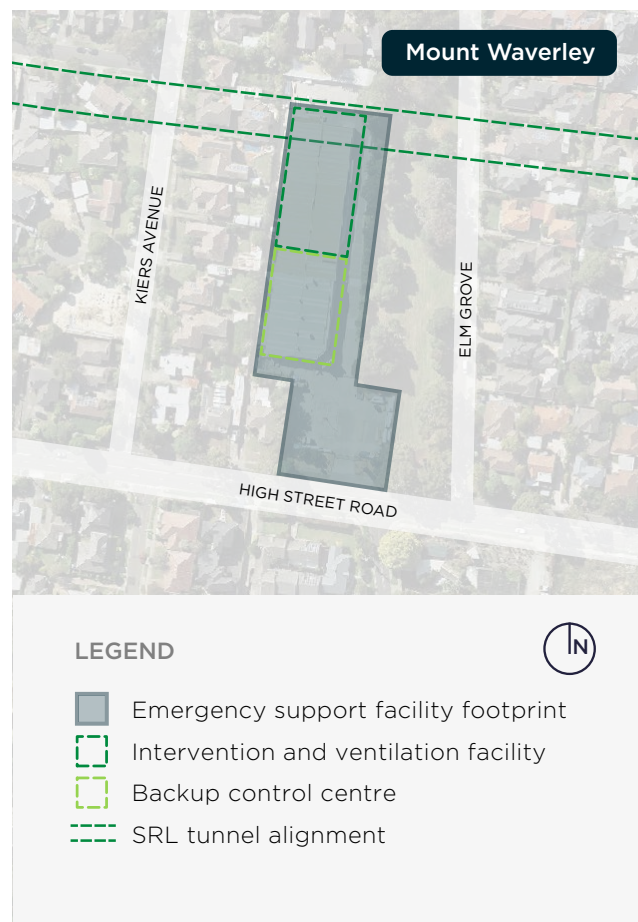 Mount Waverley
KIERS AVENUE
ELM GROVE
HIGH STREET ROAD
LEGEND
N
Emergency support facility footprint
Intervention and ventilation facility
Backup control centre
SRL tunnel alignment